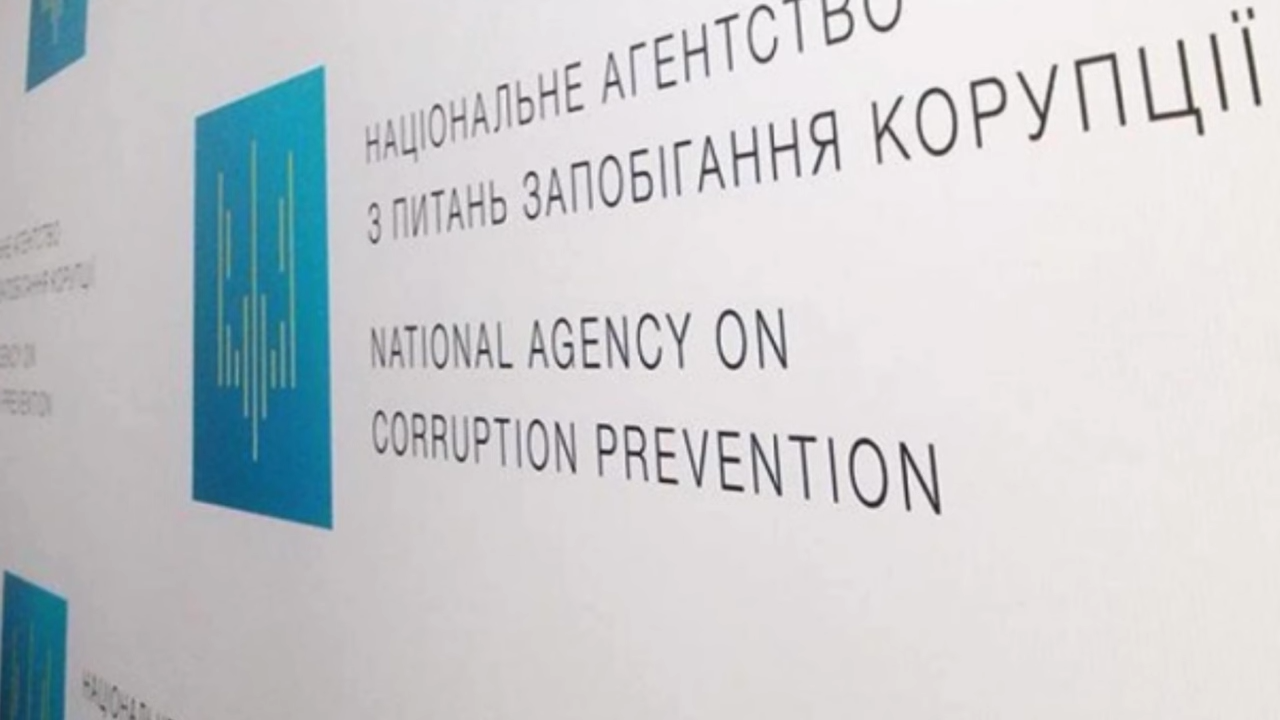 НАЦІОНАЛЬНЕ АГЕНТСТВО
З ПИТАНЬ ЗАПОБІГАННЯ КОРУПЦІЇ
NATIONAL AGENCY ON
CORRUPTION PREVENTION